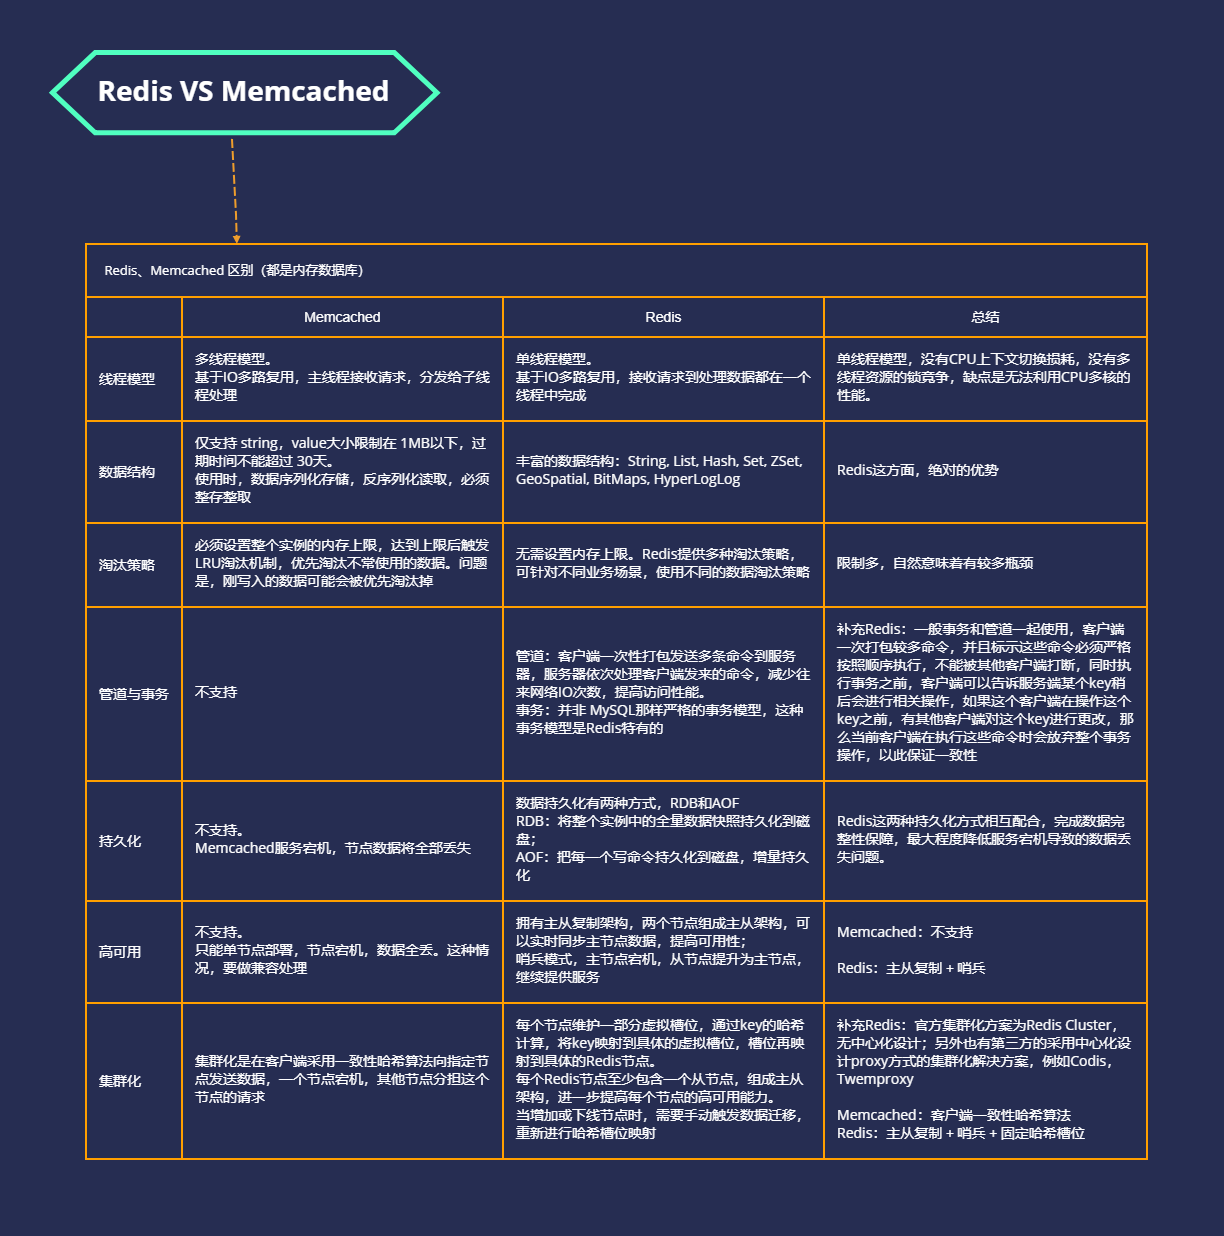 Redis VS Memcached
Redis、Memcached 区别（都是内存数据库）
Memcached
Redis
总结
线程模型
多线程模型。
基于IO多路复用，主线程接收请求，分发给子线
程处理
单线程模型。
基于IO多路复用，接收请求到处理数据都在一个
线程中完成
单线程模型，没有CPU上下文切换损耗，没有多
线程资源的锁竞争，缺点是无法利用CPU多核的
性能。
数据结构
仅支持 string，value大小限制在 1MB以下，过
期时间不能超过 30天。
使用时，数据序列化存储，反序列化读取，必须
整存整取
丰富的数据结构：String, List, Hash, Set, ZSet,
GeoSpatial, BitMaps, HyperLogLog
Redis这方面，绝对的优势
淘汰策略
必须设置整个实例的内存上限，达到上限后触发
LRU淘汰机制，优先淘汰不常使用的数据。问题
是，刚写入的数据可能会被优先淘汰掉
无需设置内存上限。Redis提供多种淘汰策略，
可针对不同业务场景，使用不同的数据淘汰策略
限制多，自然意味着有较多瓶颈
管道与事务
不支持
管道：客户端一次性打包发送多条命令到服务
器，服务器依次处理客户端发来的命令，减少往
来网络IO次数，提高访问性能。
事务：并非 MySQL那样严格的事务模型，这种
事务模型是Redis特有的
补充Redis：一般事务和管道一起使用，客户端
一次打包较多命令，并且标示这些命令必须严格
按照顺序执行，不能被其他客户端打断，同时执
行事务之前，客户端可以告诉服务端某个key稍
后会进行相关操作，如果这个客户端在操作这个
key之前，有其他客户端对这个key进行更改，那
么当前客户端在执行这些命令时会放弃整个事务
操作，以此保证一致性
持久化
不支持。
Memcached服务宕机，节点数据将全部丢失
数据持久化有两种方式，RDB和AOF
RDB：将整个实例中的全量数据快照持久化到磁
盘；
AOF：把每一个写命令持久化到磁盘，增量持久
化
Redis这两种持久化方式相互配合，完成数据完
整性保障，最大程度降低服务宕机导致的数据丢
失问题。
高可用
不支持。
只能单节点部署，节点宕机，数据全丢。这种情
况，要做兼容处理
拥有主从复制架构，两个节点组成主从架构，可
以实时同步主节点数据，提高可用性；
哨兵模式，主节点宕机，从节点提升为主节点，
继续提供服务
Memcached：不支持
Redis：主从复制 + 哨兵
集群化
集群化是在客户端采用一致性哈希算法向指定节
点发送数据，一个节点宕机，其他节点分担这个
节点的请求
每个节点维护一部分虚拟槽位，通过key的哈希
计算，将key映射到具体的虚拟槽位，槽位再映
射到具体的Redis节点。
每个Redis节点至少包含一个从节点，组成主从
架构，进一步提高每个节点的高可用能力。
当增加或下线节点时，需要手动触发数据迁移，
重新进行哈希槽位映射
补充Redis：官方集群化方案为Redis Cluster，
无中心化设计；另外也有第三方的采用中心化设
计proxy方式的集群化解决方案，例如Codis，
Twemproxy
Memcached：客户端一致性哈希算法
Redis：主从复制 + 哨兵 + 固定哈希槽位